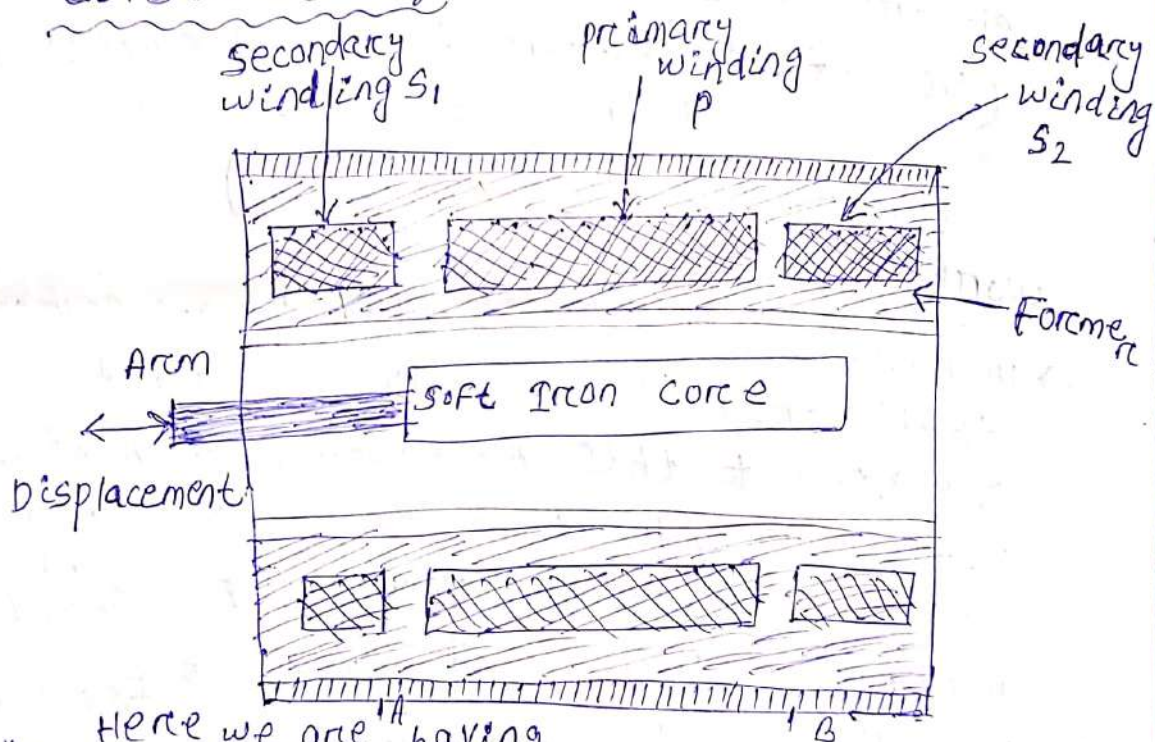 secondary
winding S1
primary
winding
P
secondary
winding
S2
Former
Arm
Soft Iron Core
Displacement
A
B
Here we are having